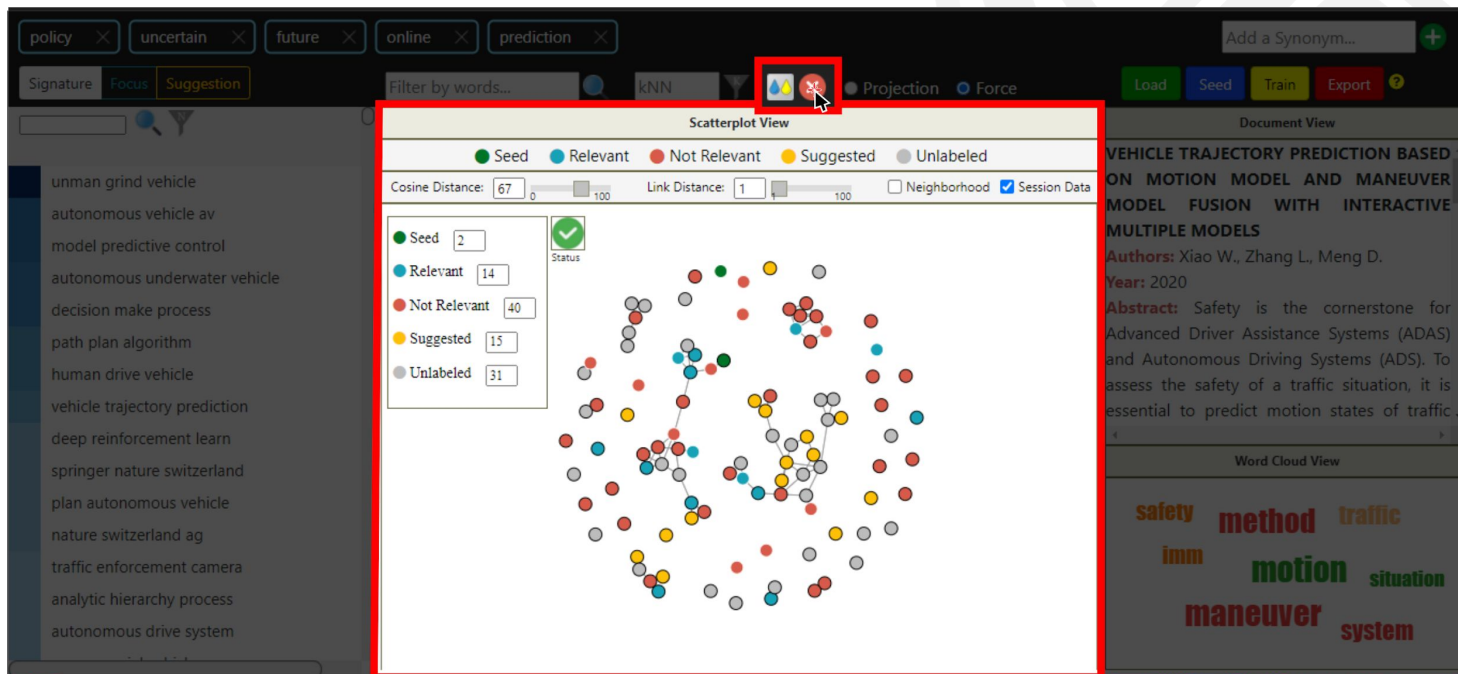 policy uncertain future online prediction Add a Synonym...
Signature Focus Suggestion Filter by words... kNN Projection Force Load Seed Train Export ?
Scatterplot View
Seed Relevant Not Relevant Suggested Unlabeled
Cosine Distance: 67 0 100 Link Distance: 1 1 100 Neighborhood Session Data
Seed 2
Relevant 14
Not Relevant 40
Suggested 15
Unlabeled 31
Status
unman grind vehicle
autonomous vehicle av
model predictive control
autonomous underwater vehicle
decision make process
path plan algorithm
human drive vehicle
vehicle trajectory prediction
deep reinforcement learn
springer nature switzerland
plan autonomous vehicle
nature switzerland ag
traffic enforcement camera
analytic hierarchy process
autonomous drive system
Document View
VEHICLE TRAJECTORY PREDICTION BASED
ON MOTION MODEL AND MANEUVER
MODEL FUSION WITH INTERACTIVE
MULTIPLE MODELS
Authors: Xiao W., Zhang L., Meng D.
Year: 2020
Abstract: Safety is the cornerstone for
Advanced Driver Assistance Systems (ADAS)
and Autonomous Driving Systems (ADS). To
assess the safety of a traffic situation, it is
essential to predict motion states of traffic
Word Cloud View
safety method traffic
imm motion situation
maneuver system